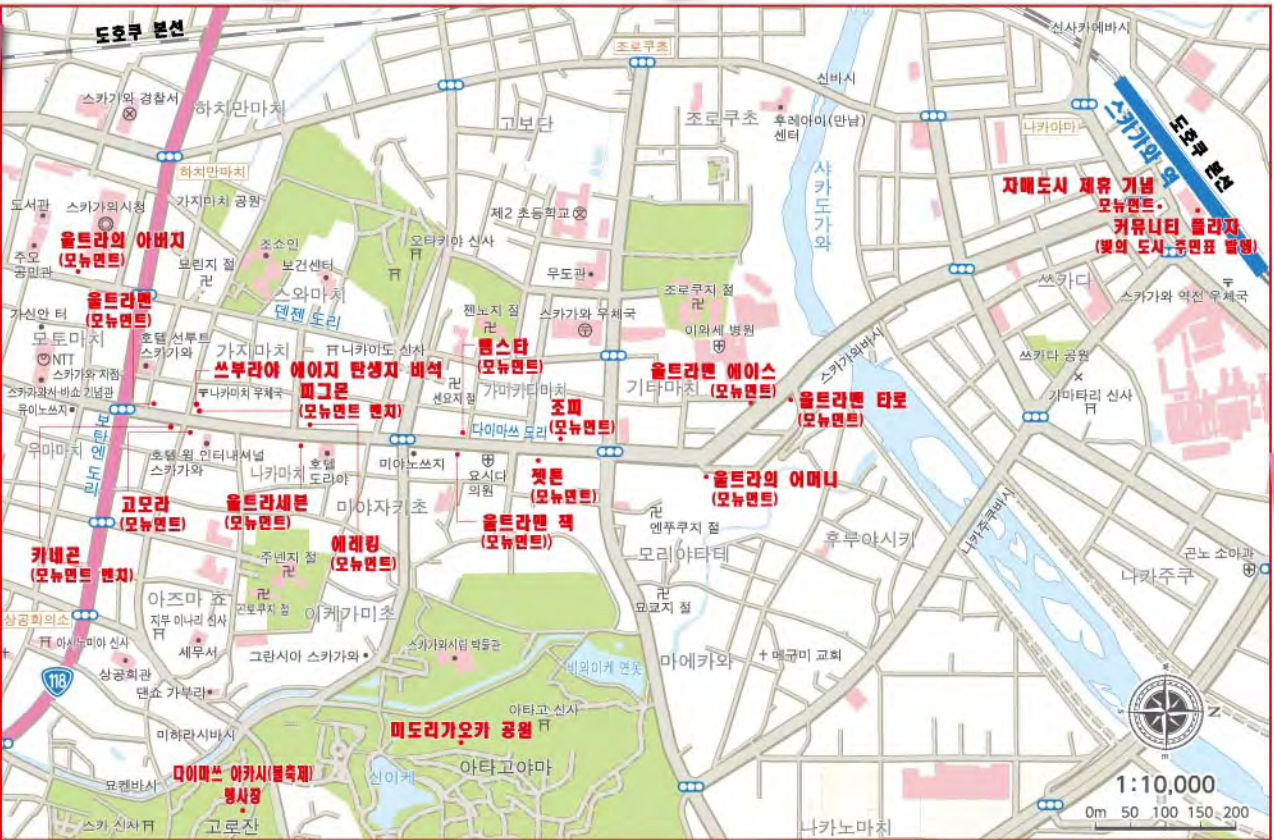 도호쿠 본선
조로쿠초
신사카에바시
스카가와 경찰서
하치만마치
고보단
조로쿠초
후레아이(만남)
센터
신바시
나카야마
스카가와 역
도호쿠 본선
하치만마치
도서관
스카가와시청
가지마치 공원
제2 초등학교
샤카도가와
자매도시 제휴 기념
모뉴먼트
커뮤니티 플라자
(빛의 도시 주민표 발행)
울트라의 아버지
(모뉴먼트)
주오
공민관
묘린지 절
조쇼인
보건센터
오타키야 신사
무도관
조로쿠지 절
쓰카다
스카가와 역전 우체국
울트라맨
(모뉴먼트)
스와마치
덴젠 도리
젠노지 절
스카가와 우체국
이와세 병원
스카가와바시
가신안 터
모토마치
NTT
스카가와 지점
호텔 선루트
스카가와
가지마치
니카이도 신사
뱀스타
(모뉴먼트)
쓰카다 공원
스카가와시 바쇼 기념관
유이노쓰지
쓰부라야 에이지 탄생지 비석
나카마치 우체국
피그몬
(모뉴먼트 벤치)
센요지 절
가미키타마치
기타마치
울트라맨 에이스
(모뉴먼트)
울트라맨 타로
(모뉴먼트)
가마타리 신사
우마마치
보탄엔 도리
호텔 윙 인터내셔널
스카가와
나카마치
호텔
도라야
미야노쓰지
다이마쓰 도리
조피
(모뉴먼트)
요시다
의원
젯톤
(모뉴먼트)
울트라의 어머니
(모뉴먼트)
고모라
(모뉴먼트)
울트라세븐
(모뉴먼트)
미야자키초
울트라맨 잭
(모뉴먼트))
엔푸쿠지 절
모리야타테
후루야시키
나카주쿠바시
카네곤
(모뉴먼트 벤치)
주넨지 절
에레킹
(모뉴먼트)
곤노 소아과
나카주쿠
아즈마 쵸
곤토쿠지 절
이케가미초
묘쿄지 절
상공회의소
지부 이나리 신사
세무서
그란시아 스카가와
스카가와시립 박물관
비와이케 연못
마에카와
메구미 교회
118
상공회관
댄쇼 가부리
미하라시바시
미도리가오카 공원
아타고 신사
아타고야마
묘켄바시
다이마쓰 아카시(불축제)
행사장
신이케
스카 신사
고로잔
나카노마치
N
1:10,000
0m 50 100 150 200